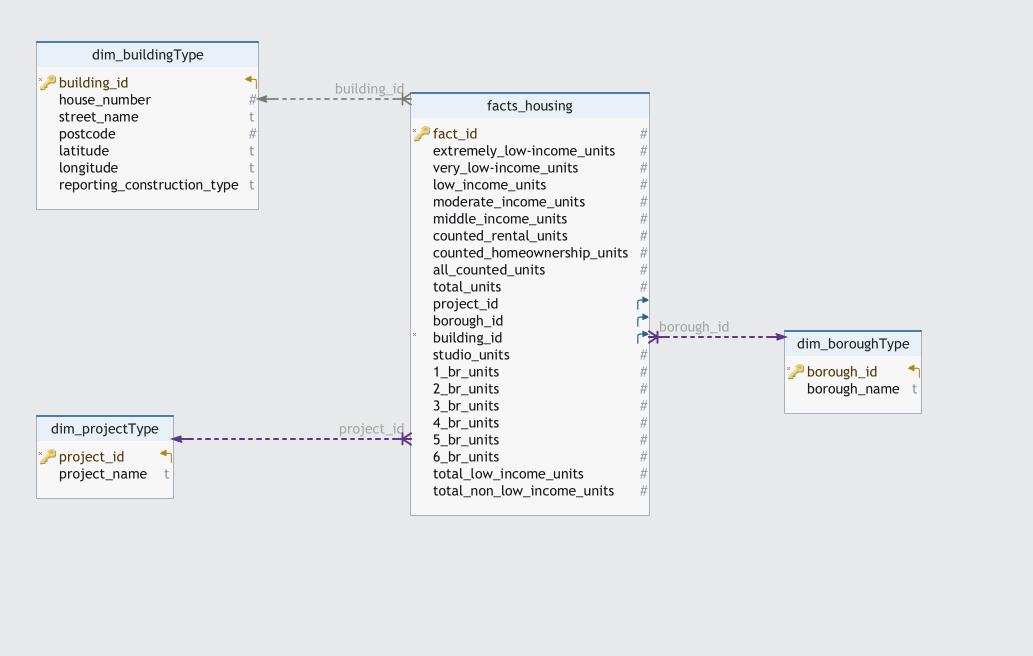 dim_buildingType
building_id
house_number #
street_name t
postcode #
latitude t
longitude t
reporting_construction_type t
building_id
facts_housing
fact_id #
extremely_low-income_units #
very_low-income_units #
low_income_units #
moderate_income_units #
middle_income_units #
counted_rental_units #
counted_homeownership_units #
all_counted_units #
total_units #
project_id
borough_id
building_id
studio_units #
1_br_units #
2_br_units #
3_br_units #
4_br_units #
5_br_units #
6_br_units #
total_low_income_units #
total_non_low_income_units #
borough_id
dim_boroughType
borough_id
borough_name t
dim_projectType
project_id
project_name t
project_id